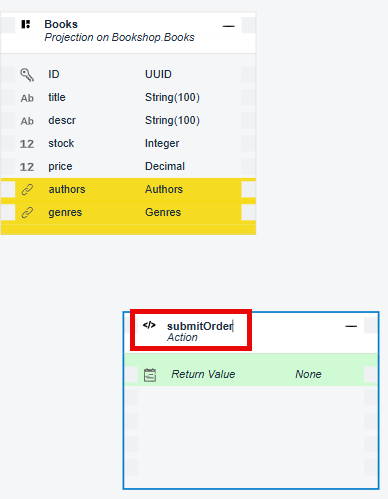 Books
Projection on Bookshop.Books
ID UUID
Ab title String(100)
Ab descr String(100)
12 stock Integer
12 price Decimal
authors Authors
genres Genres
</> submitOrder
Action
Return Value None